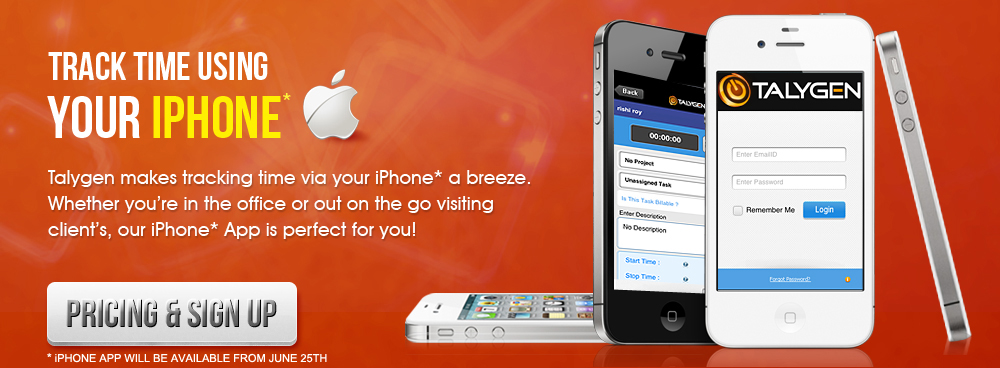 TRACK TIME USING
YOUR IPHONE*
Talygen makes tracking time via your iPhone* a breeze.
Whether you're in the office or out on the go visiting
client's, our iPhone* App is perfect for you!
PRICING & SIGN UP
* iPHONE APP WILL BE AVAILABLE FROM JUNE 25TH
Back
TALYGEN
rishi roy
00:00:00
No Project
Unassigned Task
Is This Task Billable ?
Enter Description
No Description
Start Time :
Stop Time :
TALYGEN
Enter EmailID
Enter Password
Remember Me
Login
Forgot Password?